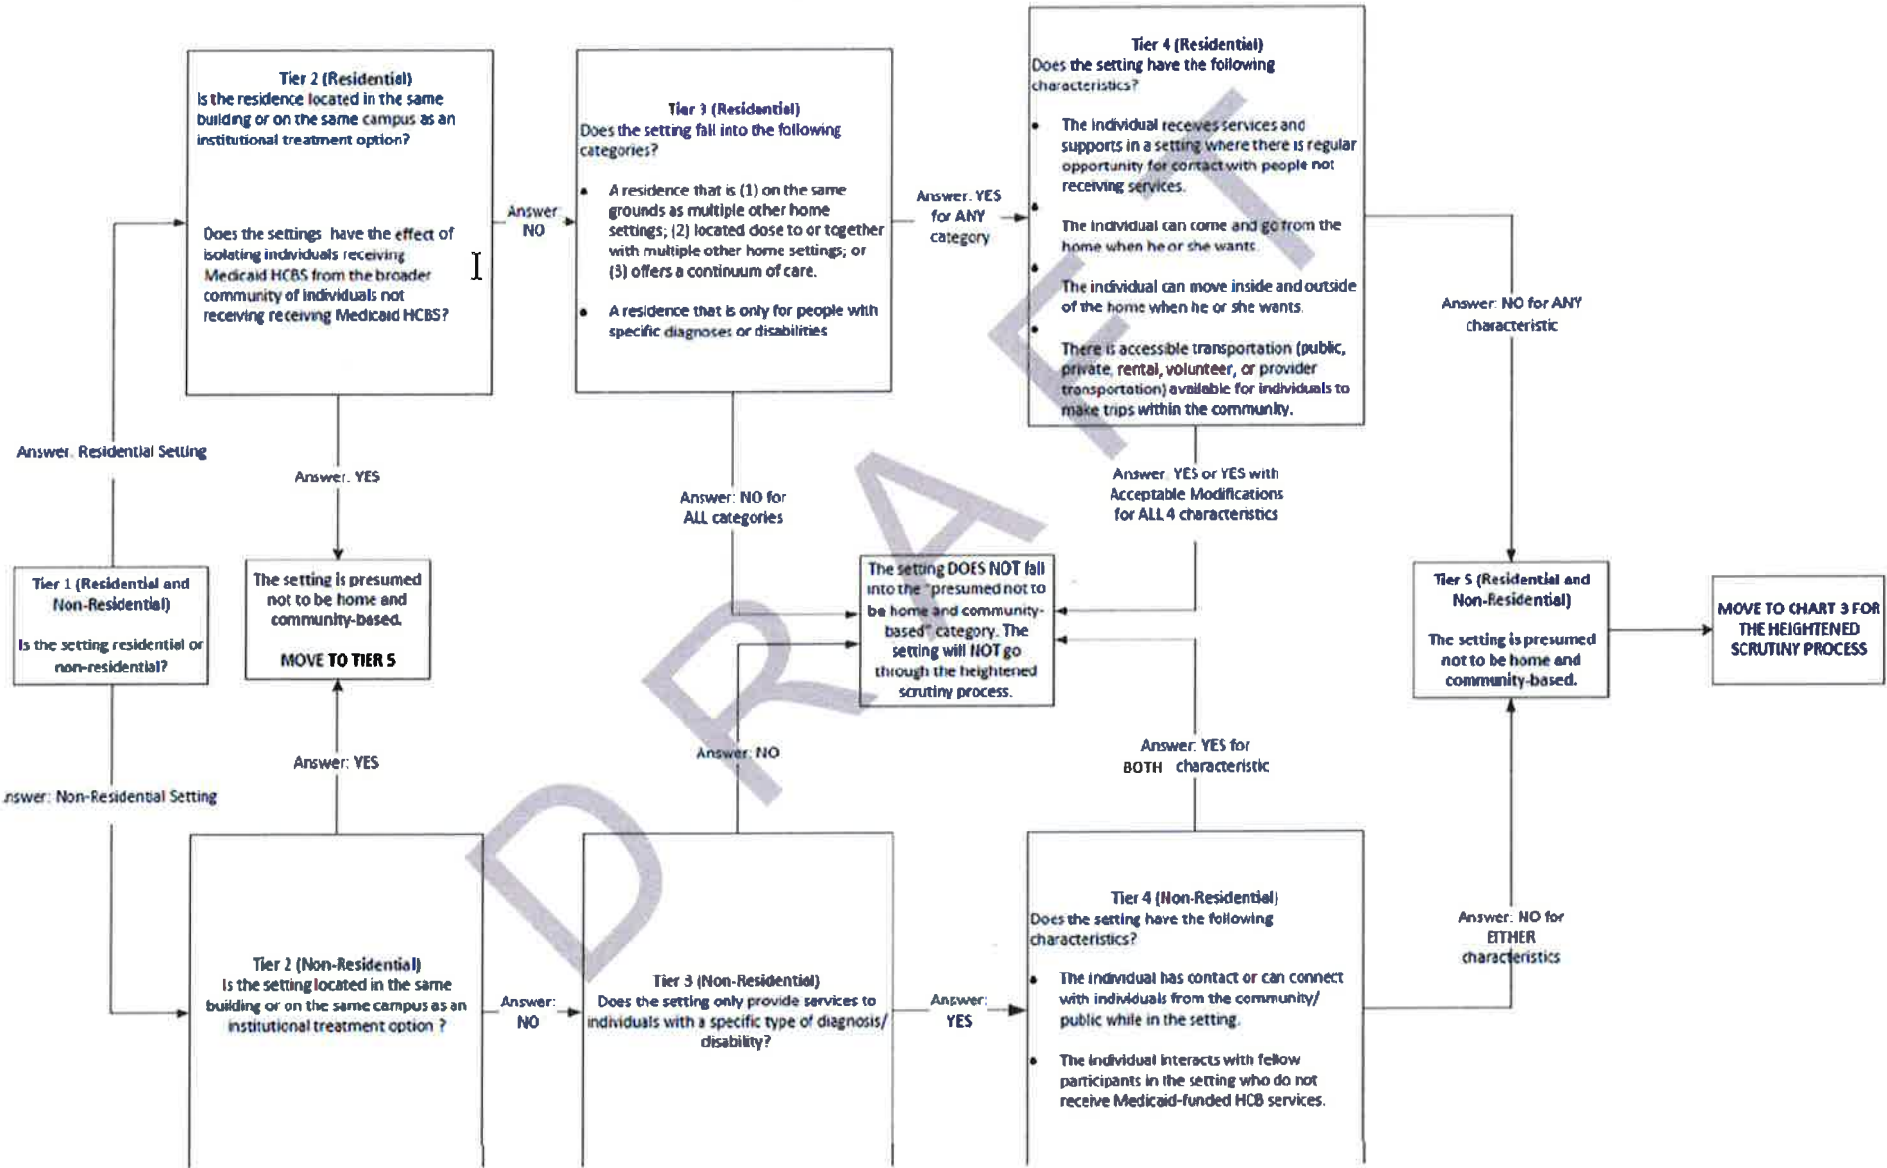 Tier 2 (Residential)
Is the residence located in the same
building or on the same campus as an
institutional treatment option?
Does the settings have the effect of
isolating individuals receiving
Medicaid HCBS from the broader
community of individuals not
receiving receiving Medicaid HCBS?
Answer:
NO
Tier 3 (Residential)
Does the setting fall into the following
categories?
• A residence that is (1) on the same
grounds as multiple other home
settings; (2) located close to or together
with multiple other home settings; or
(3) offers a continuum of care.
• A residence that is only for people with
specific diagnoses or disabilities
Answer. YES
for ANY
category
Tier 4 (Residential)
Does the setting have the following
characteristics?
• The individual receives services and
supports in a setting where there is regular
opportunity for contact with people not
receiving services.
•
The individual can come and go from the
home when he or she wants.
•
The individual can move inside and outside
of the home when he or she wants.
•
There is accessible transportation (public,
private, rental, volunteer, or provider
transportation) available for individuals to
make trips within the community.
Answer: NO for ANY
characteristic
Answer. Residential Setting
Answer. YES
Answer: NO for
ALL categories
Answer. YES or YES with
Acceptable Modifications
for ALL 4 characteristics
Tier 1 (Residential and
Non-Residential)
Is the setting residential or
non-residential?
The setting is presumed
not to be home and
community-based.
MOVE TO TIER 5
The setting DOES NOT fall
into the "presumed not to
be home and community-
based" category. The
setting will NOT go
through the heightened
scrutiny process.
Tier 5 (Residential and
Non-Residential)
The setting is presumed
not to be home and
community-based.
MOVE TO CHART 3 FOR
THE HEIGHTENED
SCRUTINY PROCESS
Answer: YES
Answer: NO
Answer. YES for
BOTH characteristic
nswer: Non-Residential Setting
Tier 2 (Non-Residential)
Is the setting located in the same
building or on the same campus as an
institutional treatment option ?
Answer:
NO
Tier 3 (Non-Residential)
Does the setting only provide services to
individuals with a specific type of diagnosis/
disability?
Answer:
YES
Tier 4 (Non-Residential)
Does the setting have the following
characteristics?
• The individual has contact or can connect
with individuals from the community/
public while in the setting.
• The individual interacts with fellow
participants in the setting who do not
receive Medicaid-funded HCB services.
Answer: NO for
EITHER
characteristics
DRAFT